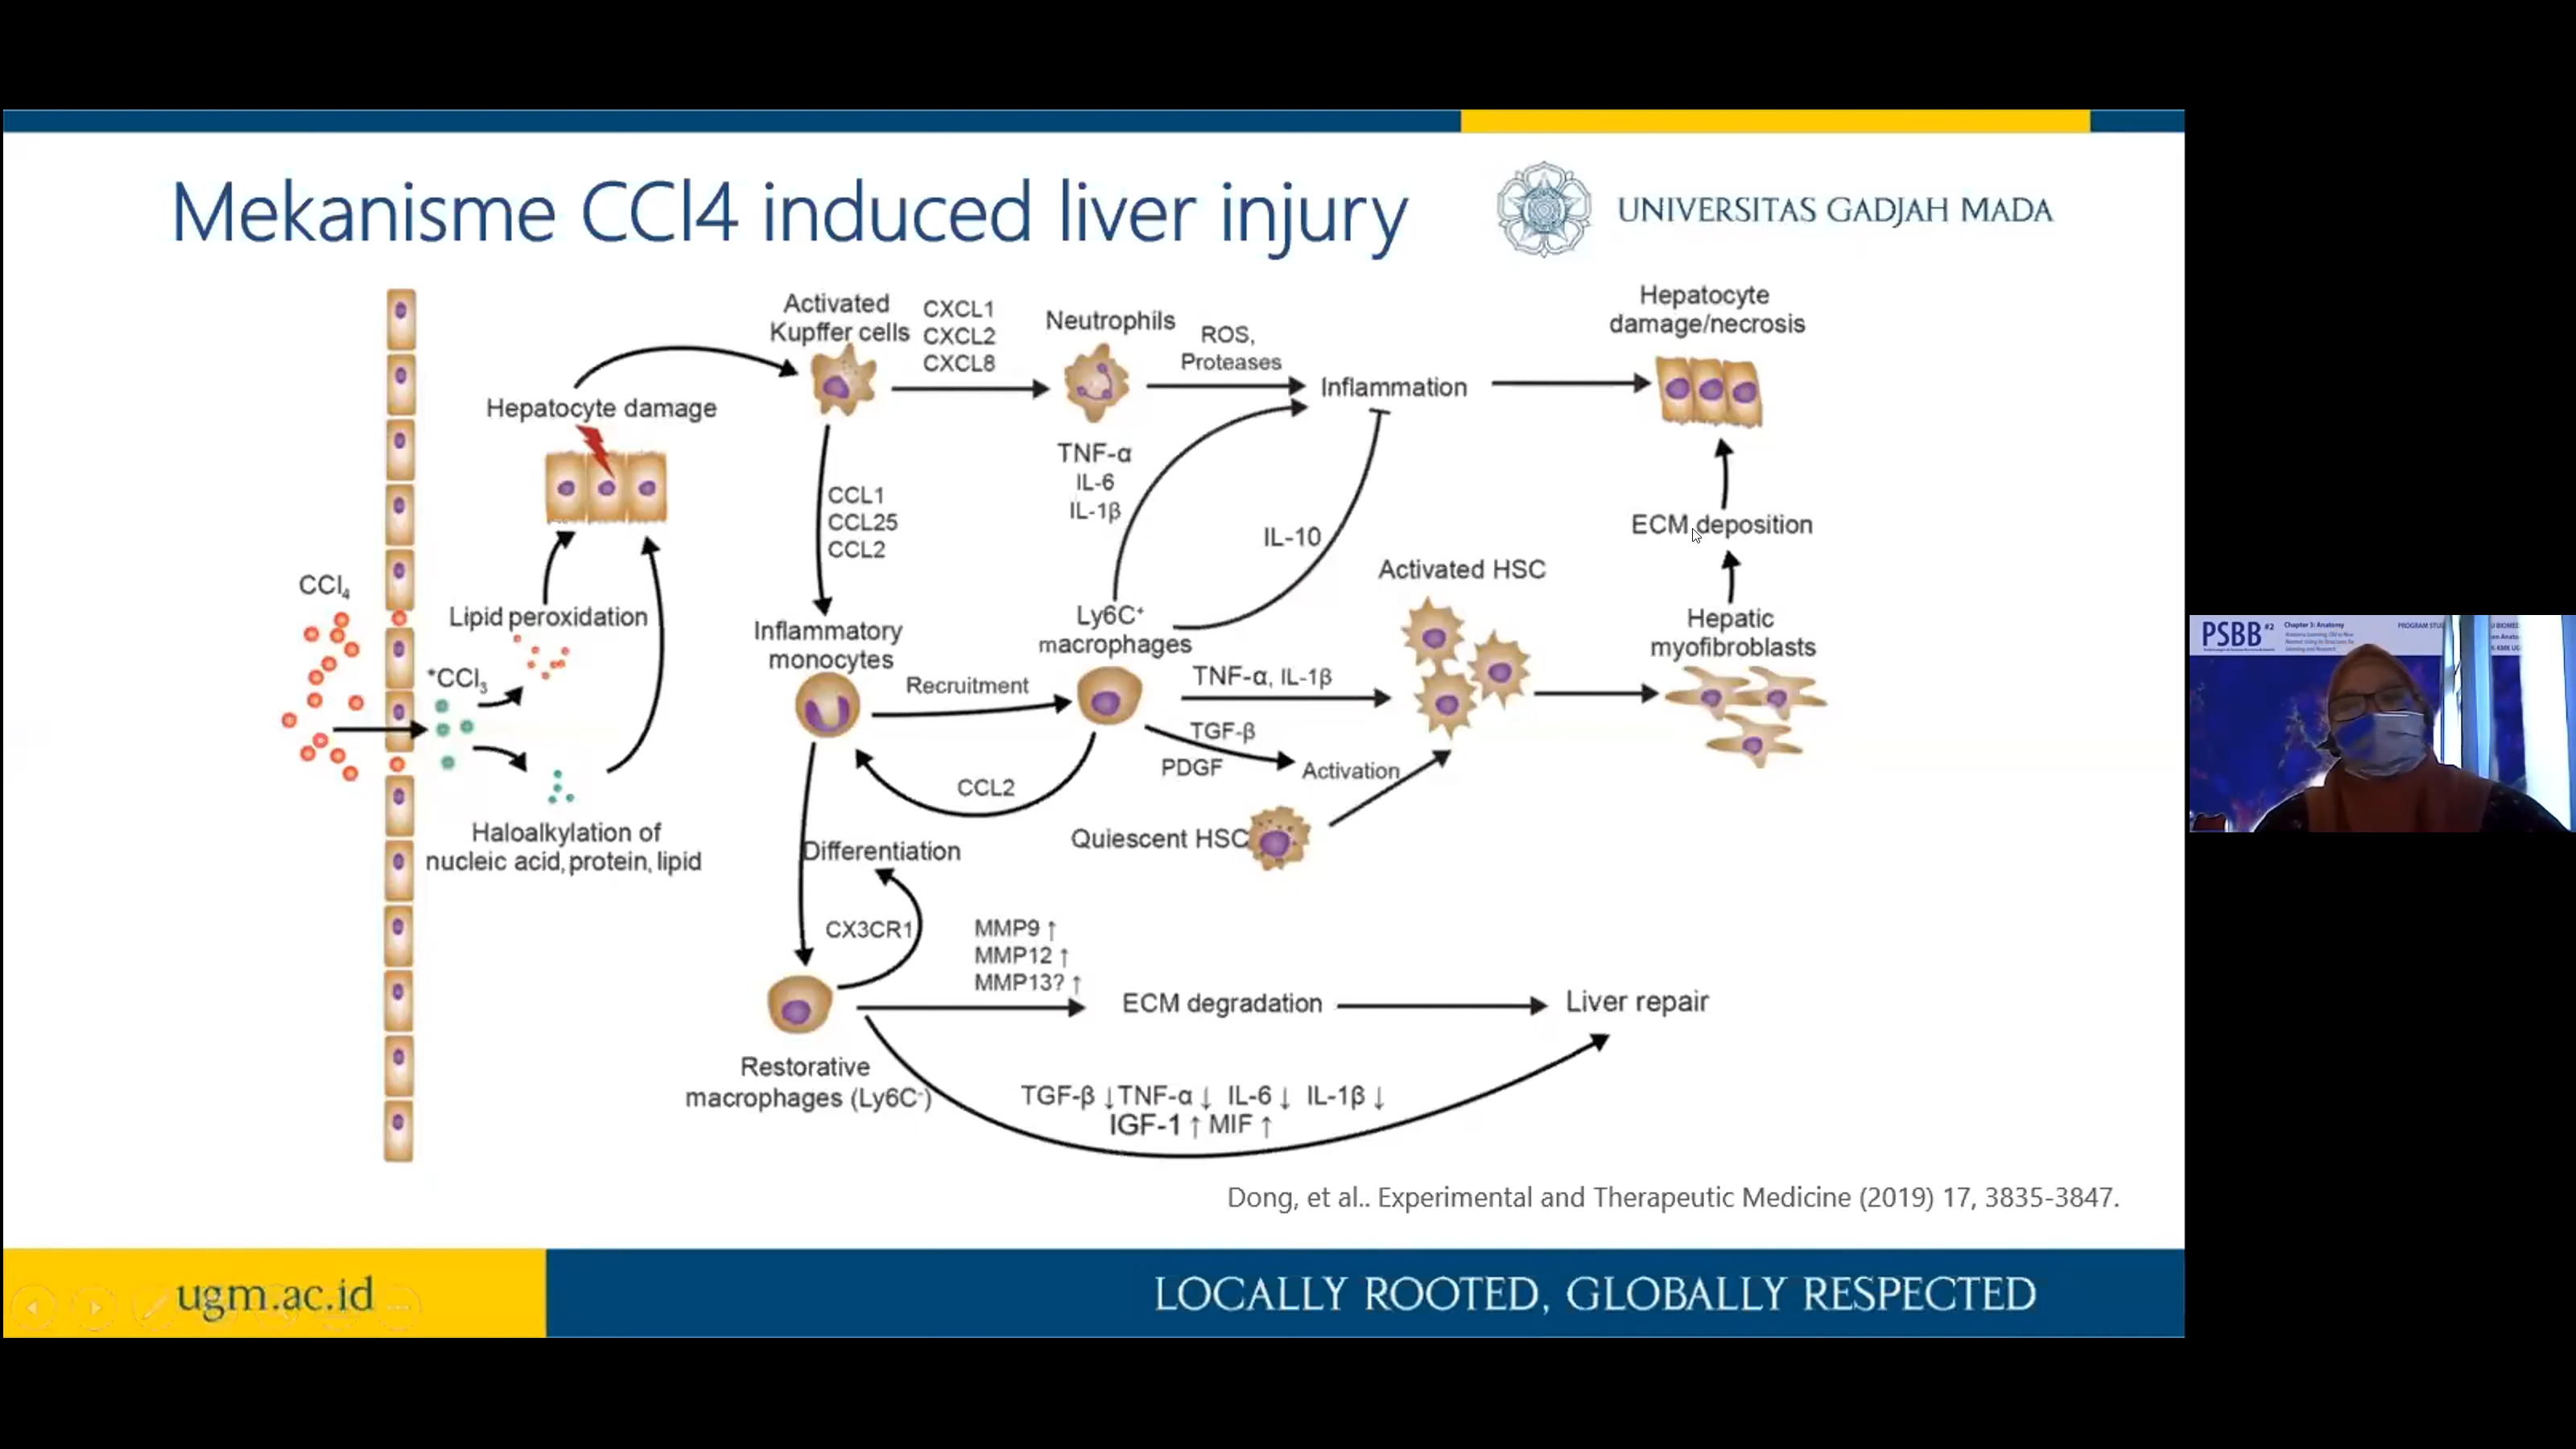 Mekanisme CCl4 induced liver injury
UNIVERSITAS GADJAH MADA
Activated
Kupffer cells
CXCL1
CXCL2
CXCL8
Neutrophils
ROS,
Proteases
Inflammation
Hepatocyte
damage/necrosis
Hepatocyte damage
TNF-α
IL-6
IL-1β
CCL1
CCL25
CCL2
IL-10
ECM deposition
CCl₄
Lipid peroxidation
*CCl₃
Inflammatory
monocytes
Recruitment
Ly6C⁺
macrophages
Activated HSC
Hepatic
myofibroblasts
TNF-α, IL-1β
TGF-β
PDGF
Activation
CCL2
Quiescent HSC
Haloalkylation of
nucleic acid, protein, lipid
Differentiation
CX3CR1
MMP9 ↑
MMP12 ↑
MMP13? ↑
ECM degradation
Liver repair
Restorative
macrophages (Ly6C⁻)
TGF-β ↓ TNF-α ↓ IL-6 ↓ IL-1β ↓
IGF-1 ↑ MIF ↑
Dong, et al.. Experimental and Therapeutic Medicine (2019) 17, 3835-3847.
ugm.ac.id
LOCALLY ROOTED, GLOBALLY RESPECTED
PSBB #2
Chapter 3: Anatomy